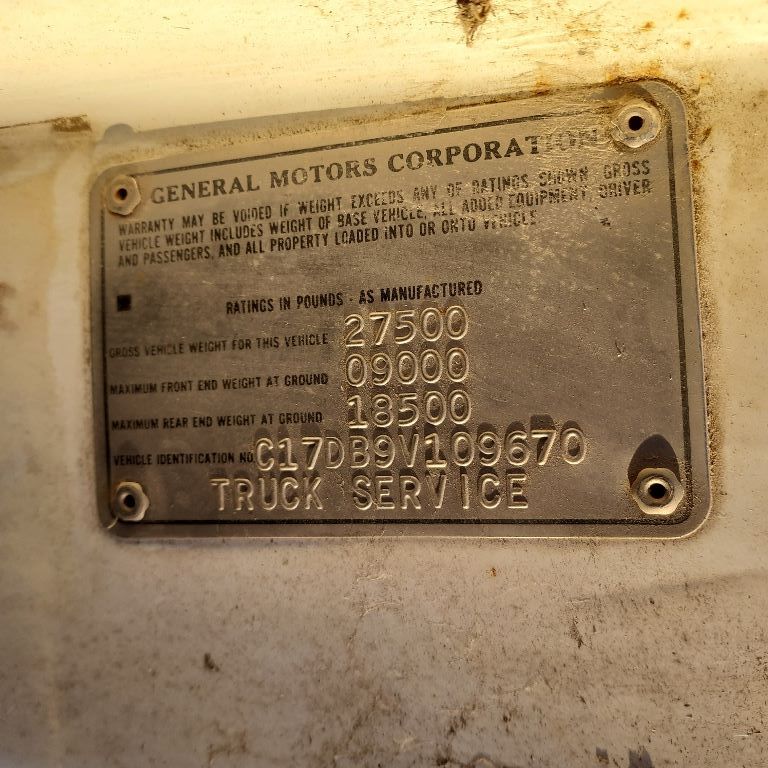 GENERAL MOTORS CORPORATION
WARRANTY MAY BE VOIDED IF WEIGHT EXCEEDS ANY OF RATINGS SHOWN. GROSS
VEHICLE WEIGHT INCLUDES WEIGHT OF BASE VEHICLE, ALL ADDED EQUIPMENT, DRIVER
AND PASSENGERS, AND ALL PROPERTY LOADED INTO OR ONTO VEHICLE
RATINGS IN POUNDS - AS MANUFACTURED
GROSS VEHICLE WEIGHT FOR THIS VEHICLE 27500
MAXIMUM FRONT END WEIGHT AT GROUND 09000
MAXIMUM REAR END WEIGHT AT GROUND 18500
VEHICLE IDENTIFICATION NO. C17DB9V109670
TRUCK SERVICE